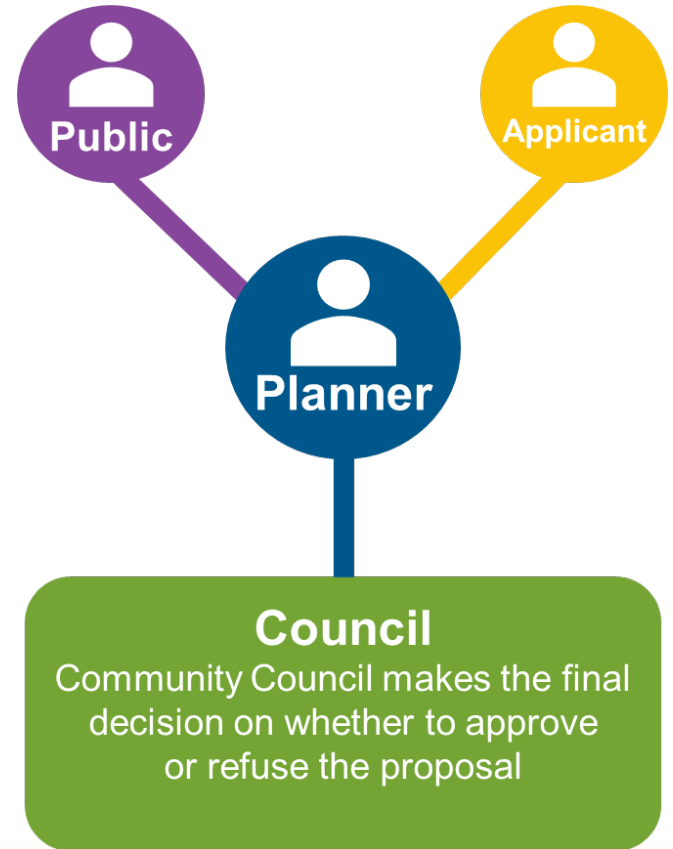 Public
Applicant
Planner
Council
Community Council makes the final
decision on whether to approve
or refuse the proposal